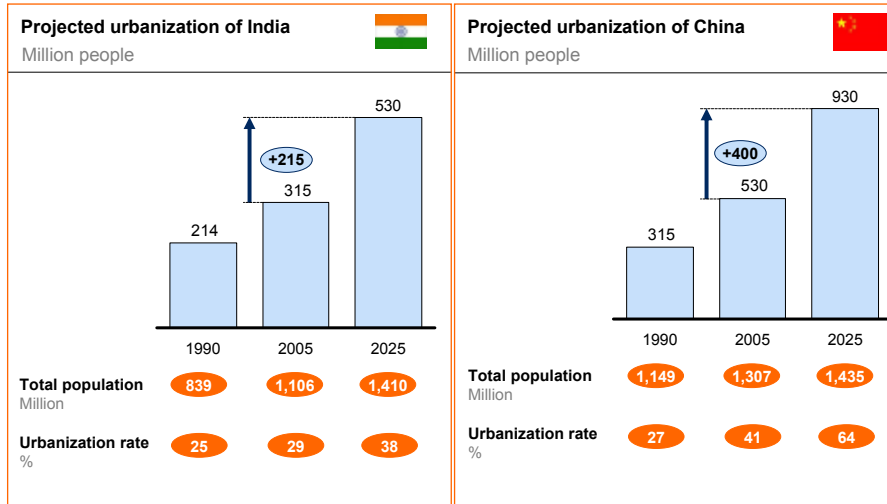 Projected urbanization of India
Million people
530
+215
315
214
1990 2005 2025
Total population 839 1,106 1,410
Million
Urbanization rate 25 29 38
%
Projected urbanization of China
Million people
930
+400
530
315
1990 2005 2025
Total population 1,149 1,307 1,435
Million
Urbanization rate 27 41 64
%